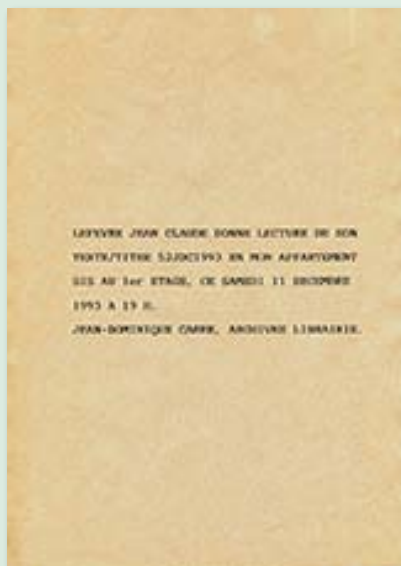 LEFEVRE JEAN CLAUDE DONNE LECTURE DE SON
TEXTE/TITRE 52JDC1993 EN MON APPARTEMENT
SIS AU 1er ETAGE, CE SAMEDI 11 DECEMBRE
1993 A 19 H.
JEAN-DOMINIQUE CARRE, ARCHIVES LIBRAIRIE.